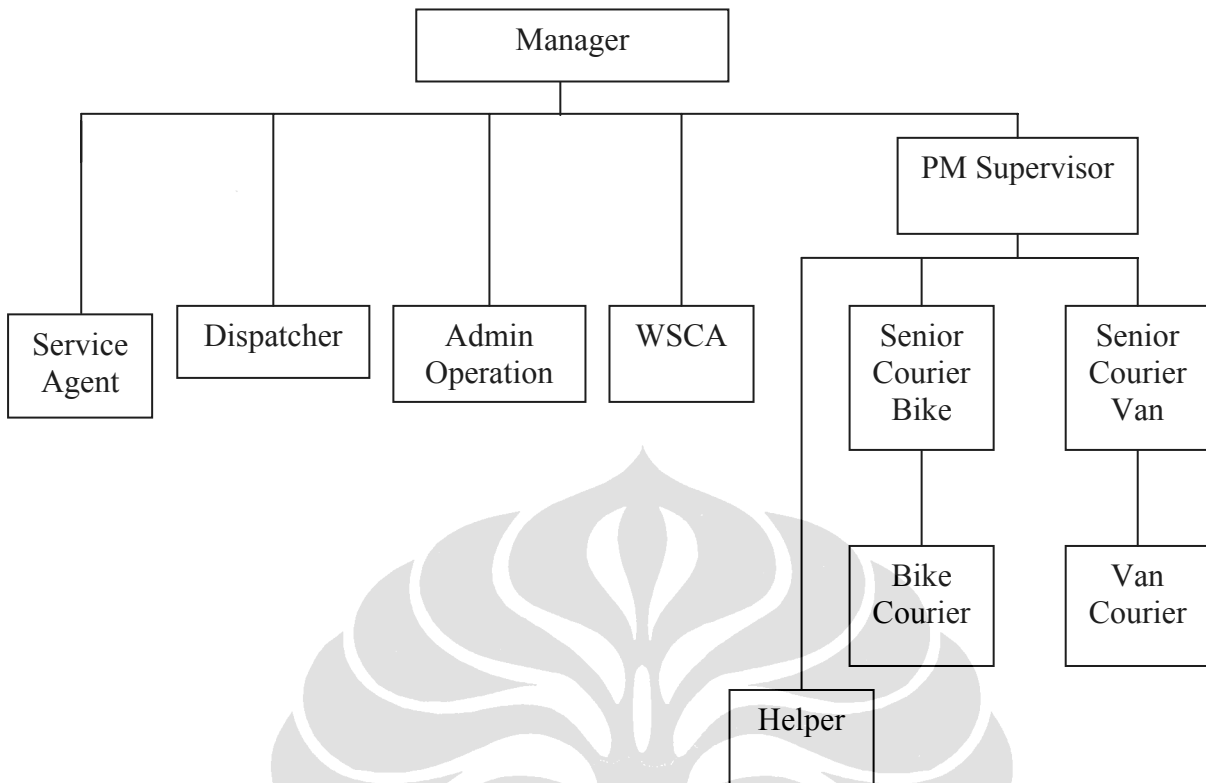 Manager
PM Supervisor
Service
Agent
Dispatcher
Admin
Operation
WSCA
Senior
Courier
Bike
Senior
Courier
Van
Bike
Courier
Van
Courier
Helper